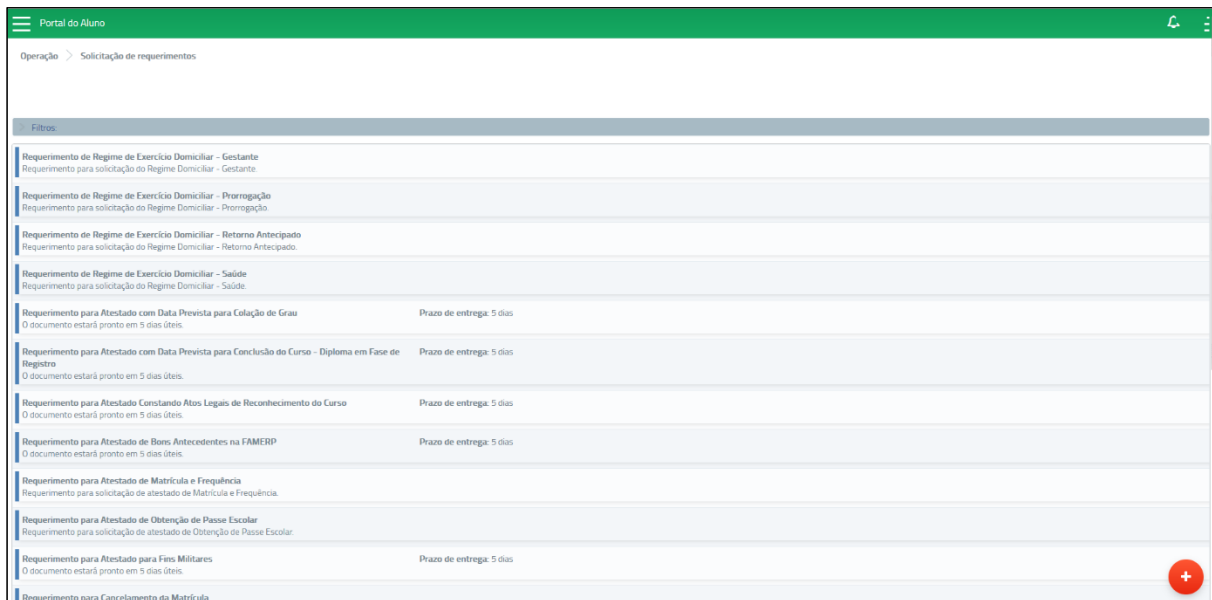 Portal do Aluno
Operação > Solicitação de requerimentos
Filtros:
Requerimento de Regime de Exercício Domiciliar - Gestante
Requerimento para solicitação do Regime Domiciliar - Gestante.
Requerimento de Regime de Exercício Domiciliar - Prorrogação
Requerimento para solicitação do Regime Domiciliar - Prorrogação.
Requerimento de Regime de Exercício Domiciliar - Retorno Antecipado
Requerimento para solicitação do Regime Domiciliar - Retorno Antecipado.
Requerimento de Regime de Exercício Domiciliar - Saúde
Requerimento para solicitação do Regime Domiciliar - Saúde.
Requerimento para Atestado com Data Prevista para Colação de Grau Prazo de entrega: 5 dias
O documento estará pronto em 5 dias úteis.
Requerimento para Atestado com Data Prevista para Conclusão do Curso - Diploma em Fase de Prazo de entrega: 5 dias
Registro
O documento estará pronto em 5 dias úteis.
Requerimento para Atestado Constando Atos Legais de Reconhecimento do Curso Prazo de entrega: 5 dias
O documento estará pronto em 5 dias úteis.
Requerimento para Atestado de Bons Antecedentes na FAMERP Prazo de entrega: 5 dias
O documento estará pronto em 5 dias úteis.
Requerimento para Atestado de Matrícula e Frequência
Requerimento para solicitação de atestado de Matrícula e Frequência.
Requerimento para Atestado de Obtenção de Passe Escolar
Requerimento para solicitação de atestado de Obtenção de Passe Escolar.
Requerimento para Atestado para Fins Militares Prazo de entrega: 5 dias
O documento estará pronto em 5 dias úteis.
Requerimento para Cancelamento da Matrícula